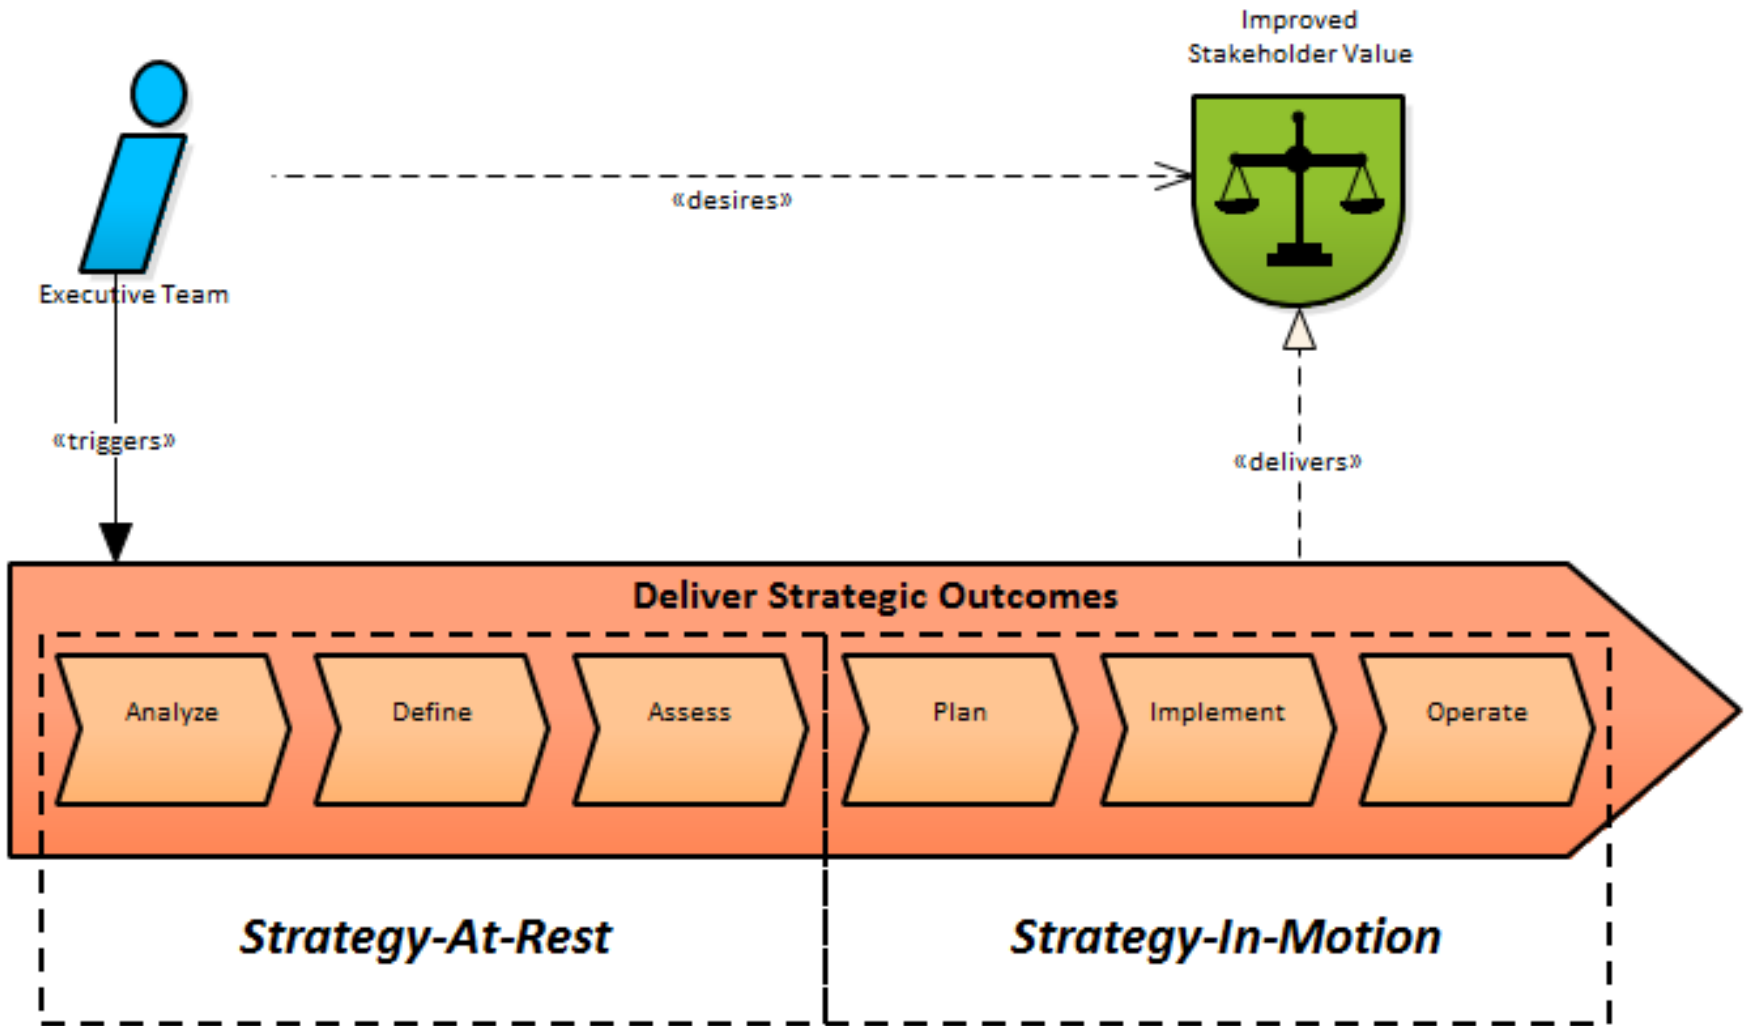 Improved
Stakeholder Value
«desires»
Executive Team
«triggers»
«delivers»
Deliver Strategic Outcomes
Analyze
Define
Assess
Plan
Implement
Operate
Strategy-At-Rest
Strategy-In-Motion